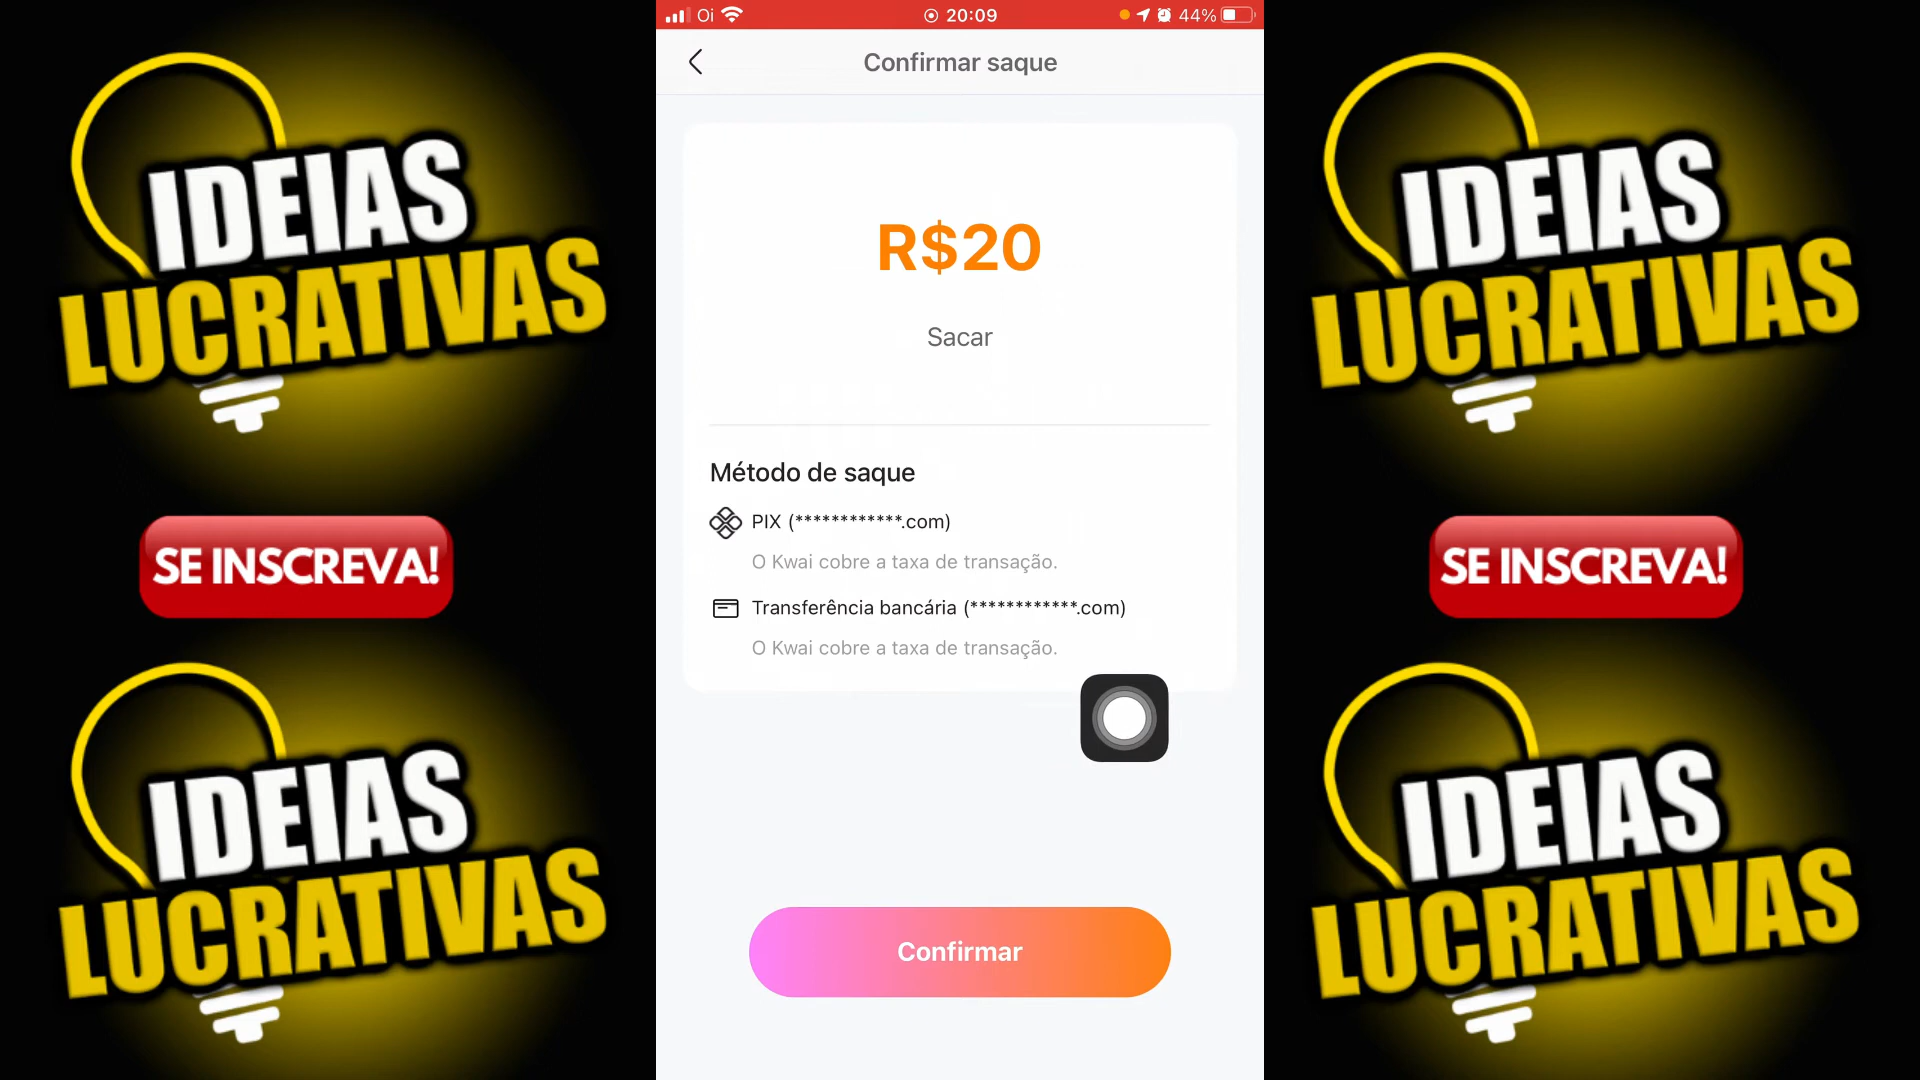 IDEIAS
LUCRATIVAS
SE INSCREVA!
IDEIAS
LUCRATIVAS
Oi
20:09
44%
Confirmar saque
R$20
Sacar
Método de saque
PIX (************.com)
O Kwai cobre a taxa de transação.
Transferência bancária (************.com)
O Kwai cobre a taxa de transação.
Confirmar
IDEIAS
LUCRATIVAS
SE INSCREVA!
IDEIAS
LUCRATIVAS